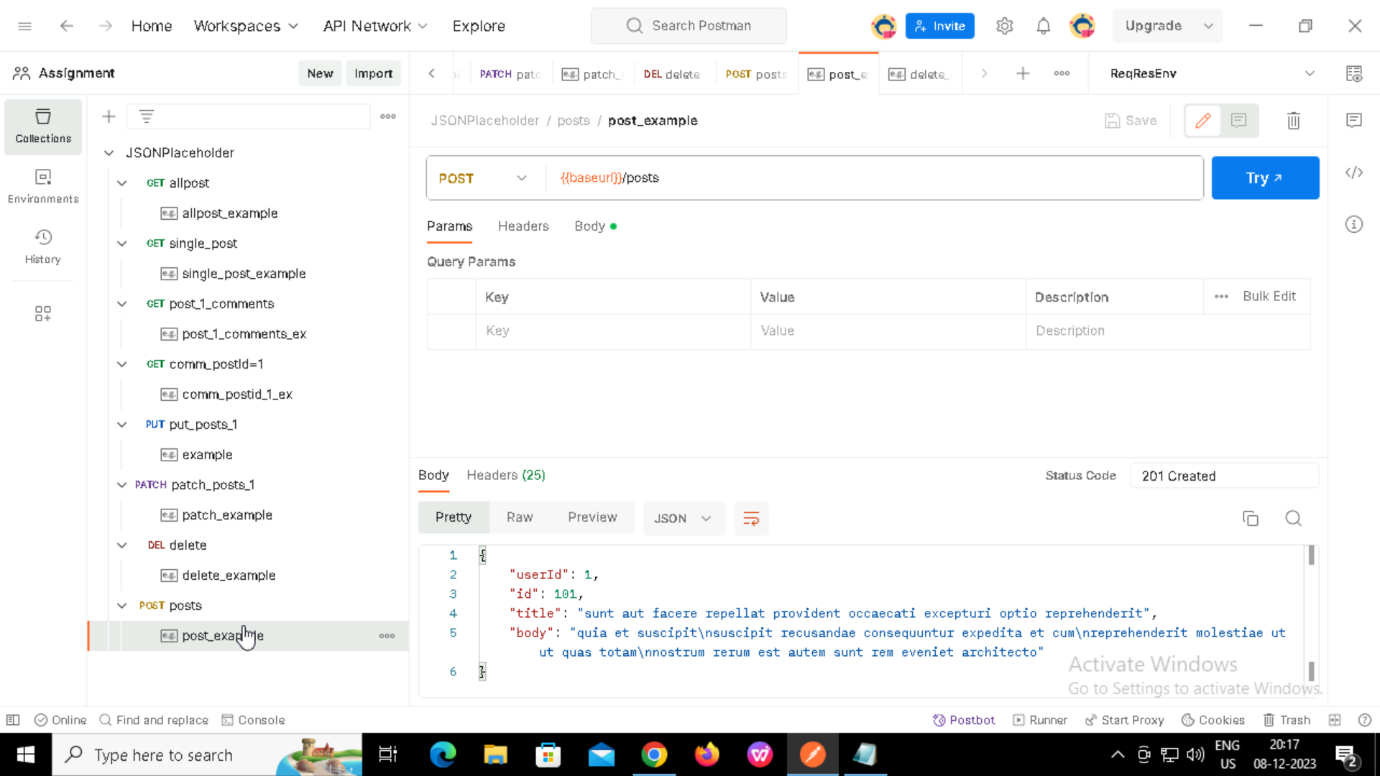 Home Workspaces API Network Explore Search Postman Invite Upgrade
Assignment New Import PATCH patc e.g. patch_ DEL delete POST posts e.g. post_e e.g. delete_ ReqResEnv
Collections
Environments
History
JSONPlaceholder
GET allpost
e.g. allpost_example
GET single_post
e.g. single_post_example
GET post_1_comments
e.g. post_1_comments_ex
GET comm_postId=1
e.g. comm_postid_1_ex
PUT put_posts_1
e.g. example
PATCH patch_posts_1
e.g. patch_example
DEL delete
e.g. delete_example
POST posts
e.g. post_example
JSONPlaceholder / posts / post_example Save
POST {{baseurl}}/posts Try
Params Headers Body
Query Params
Key Value Description Bulk Edit
Key Value Description
Body Headers (25) Status Code 201 Created
Pretty Raw Preview JSON
1 {
2 "userId": 1,
3 "id": 101,
4 "title": "sunt aut facere repellat provident occaecati excepturi optio reprehenderit",
5 "body": "quia et suscipit\nsuscipit recusandae consequuntur expedita et cum\nreprehenderit molestiae ut
ut quas totam\nnostrum rerum est autem sunt rem eveniet architecto"
6 }
Activate Windows
Go to Settings to activate Windows.
Online Find and replace Console Postbot Runner Start Proxy Cookies Trash
Type here to search ENG US 20:17 08-12-2023 2